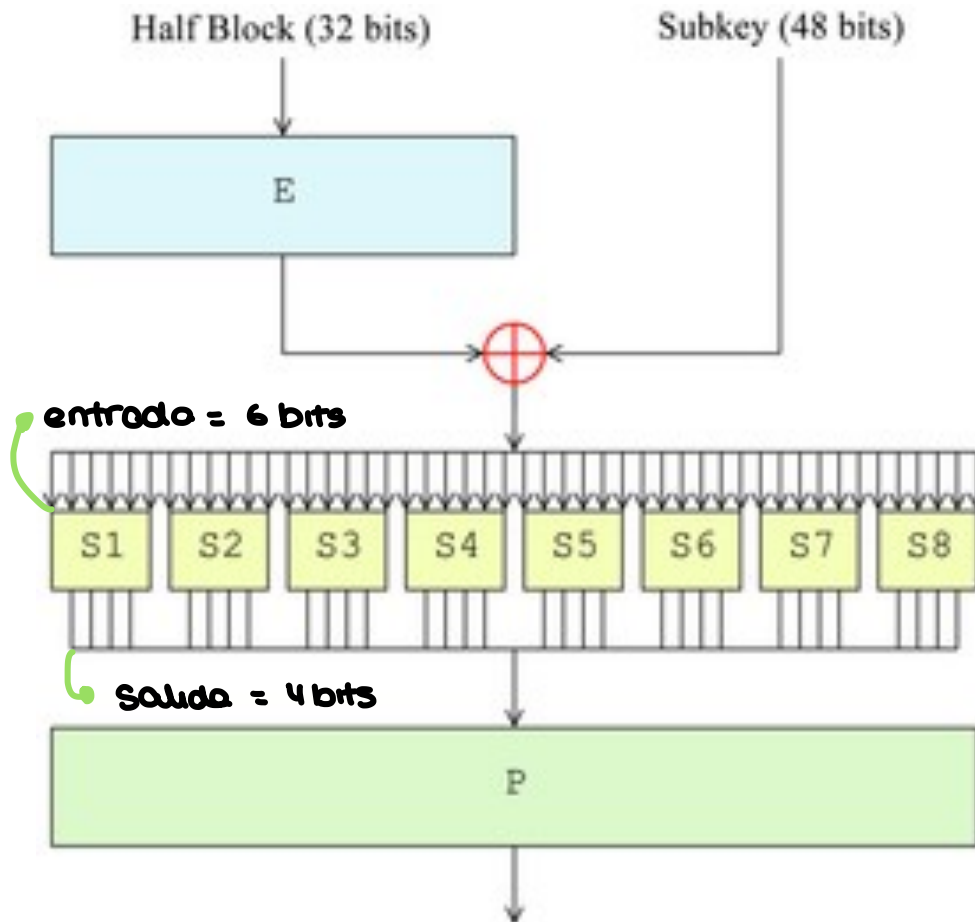 Half Block (32 bits) Subkey (48 bits)
E
entrada = 6 bits
S1 S2 S3 S4 S5 S6 S7 S8
salida = 4 bits
P